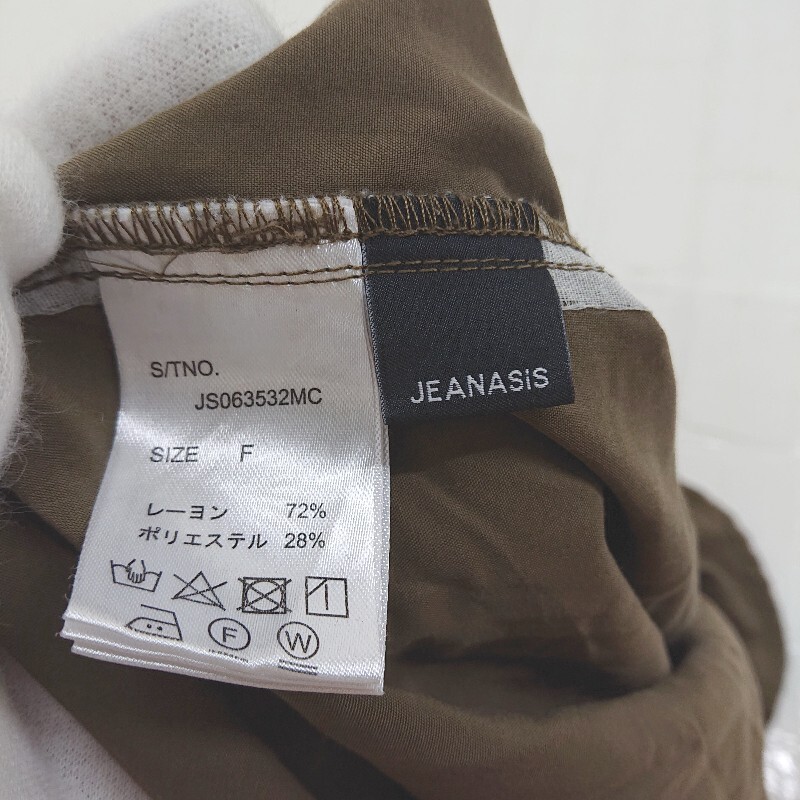 S/TNO.
JS063532MC
SIZE F
レーヨン 72%
ポリエステル 28%
F
W
JEANASiS